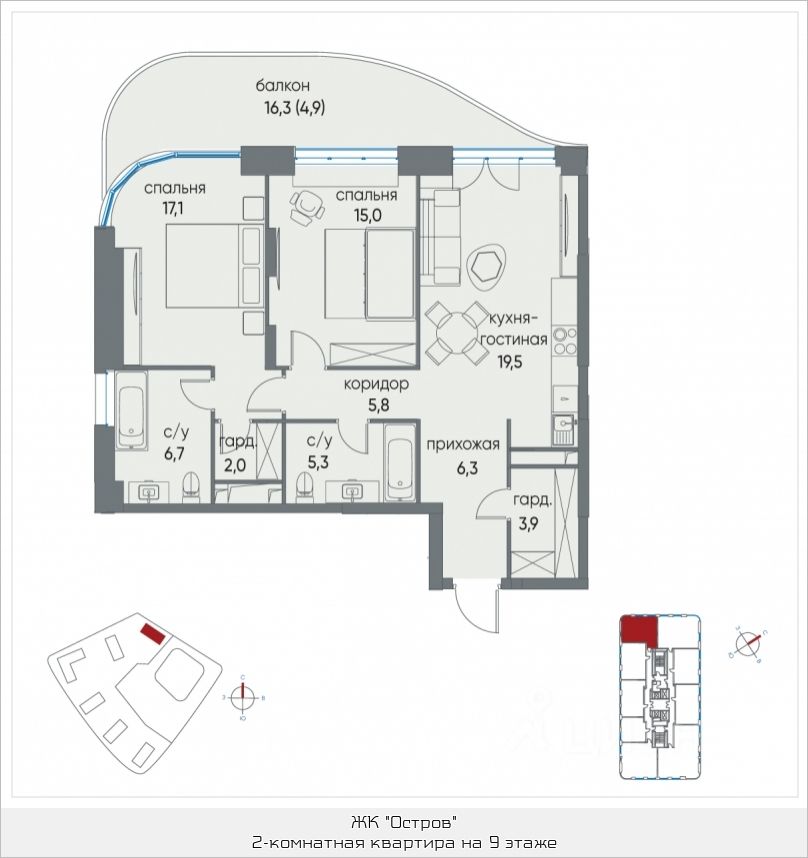 балкон
16,3 (4,9)
спальня
17,1
спальня
15,0
кухня-
гостиная
19,5
коридор
5,8
с/у
6,7
гард.
2,0
с/у
5,3
прихожая
6,3
гард.
3,9
С
З В
Ю
З С
Ю В
ЖК "Остров"
2-комнатная квартира на 9 этаже